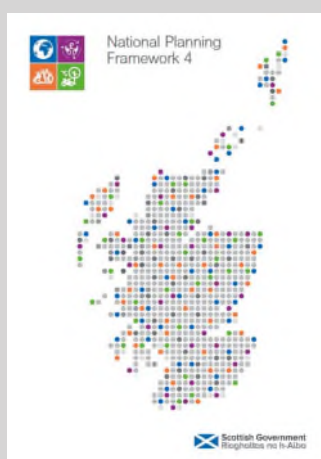 National Planning
Framework 4
Scottish Government
Riaghaltas na h-Alba